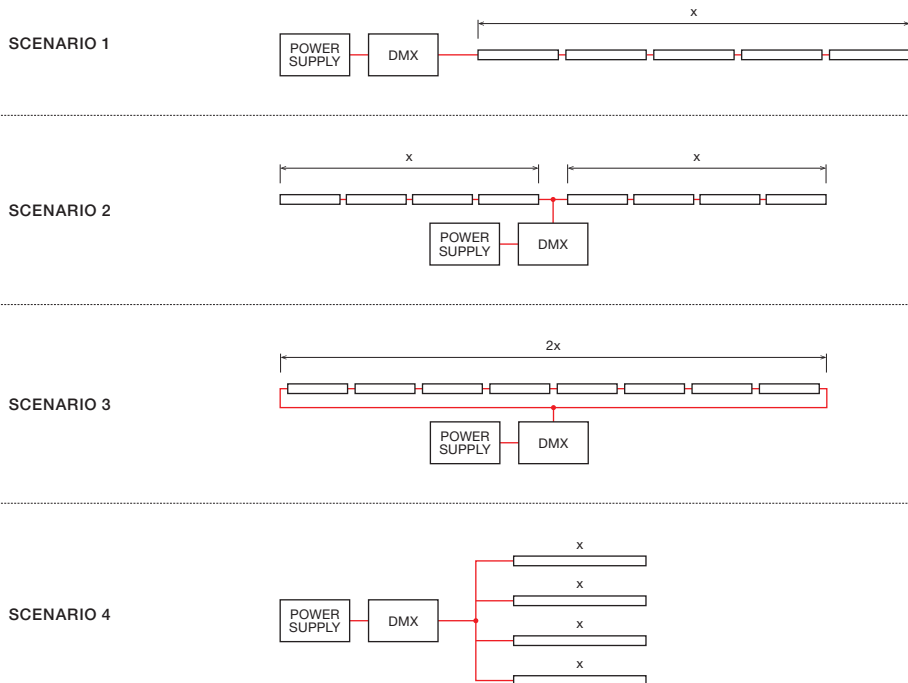 SCENARIO 1
x
POWER
SUPPLY
DMX
SCENARIO 2
x
x
POWER
SUPPLY
DMX
SCENARIO 3
2x
POWER
SUPPLY
DMX
SCENARIO 4
x
x
POWER
SUPPLY
DMX
x
x